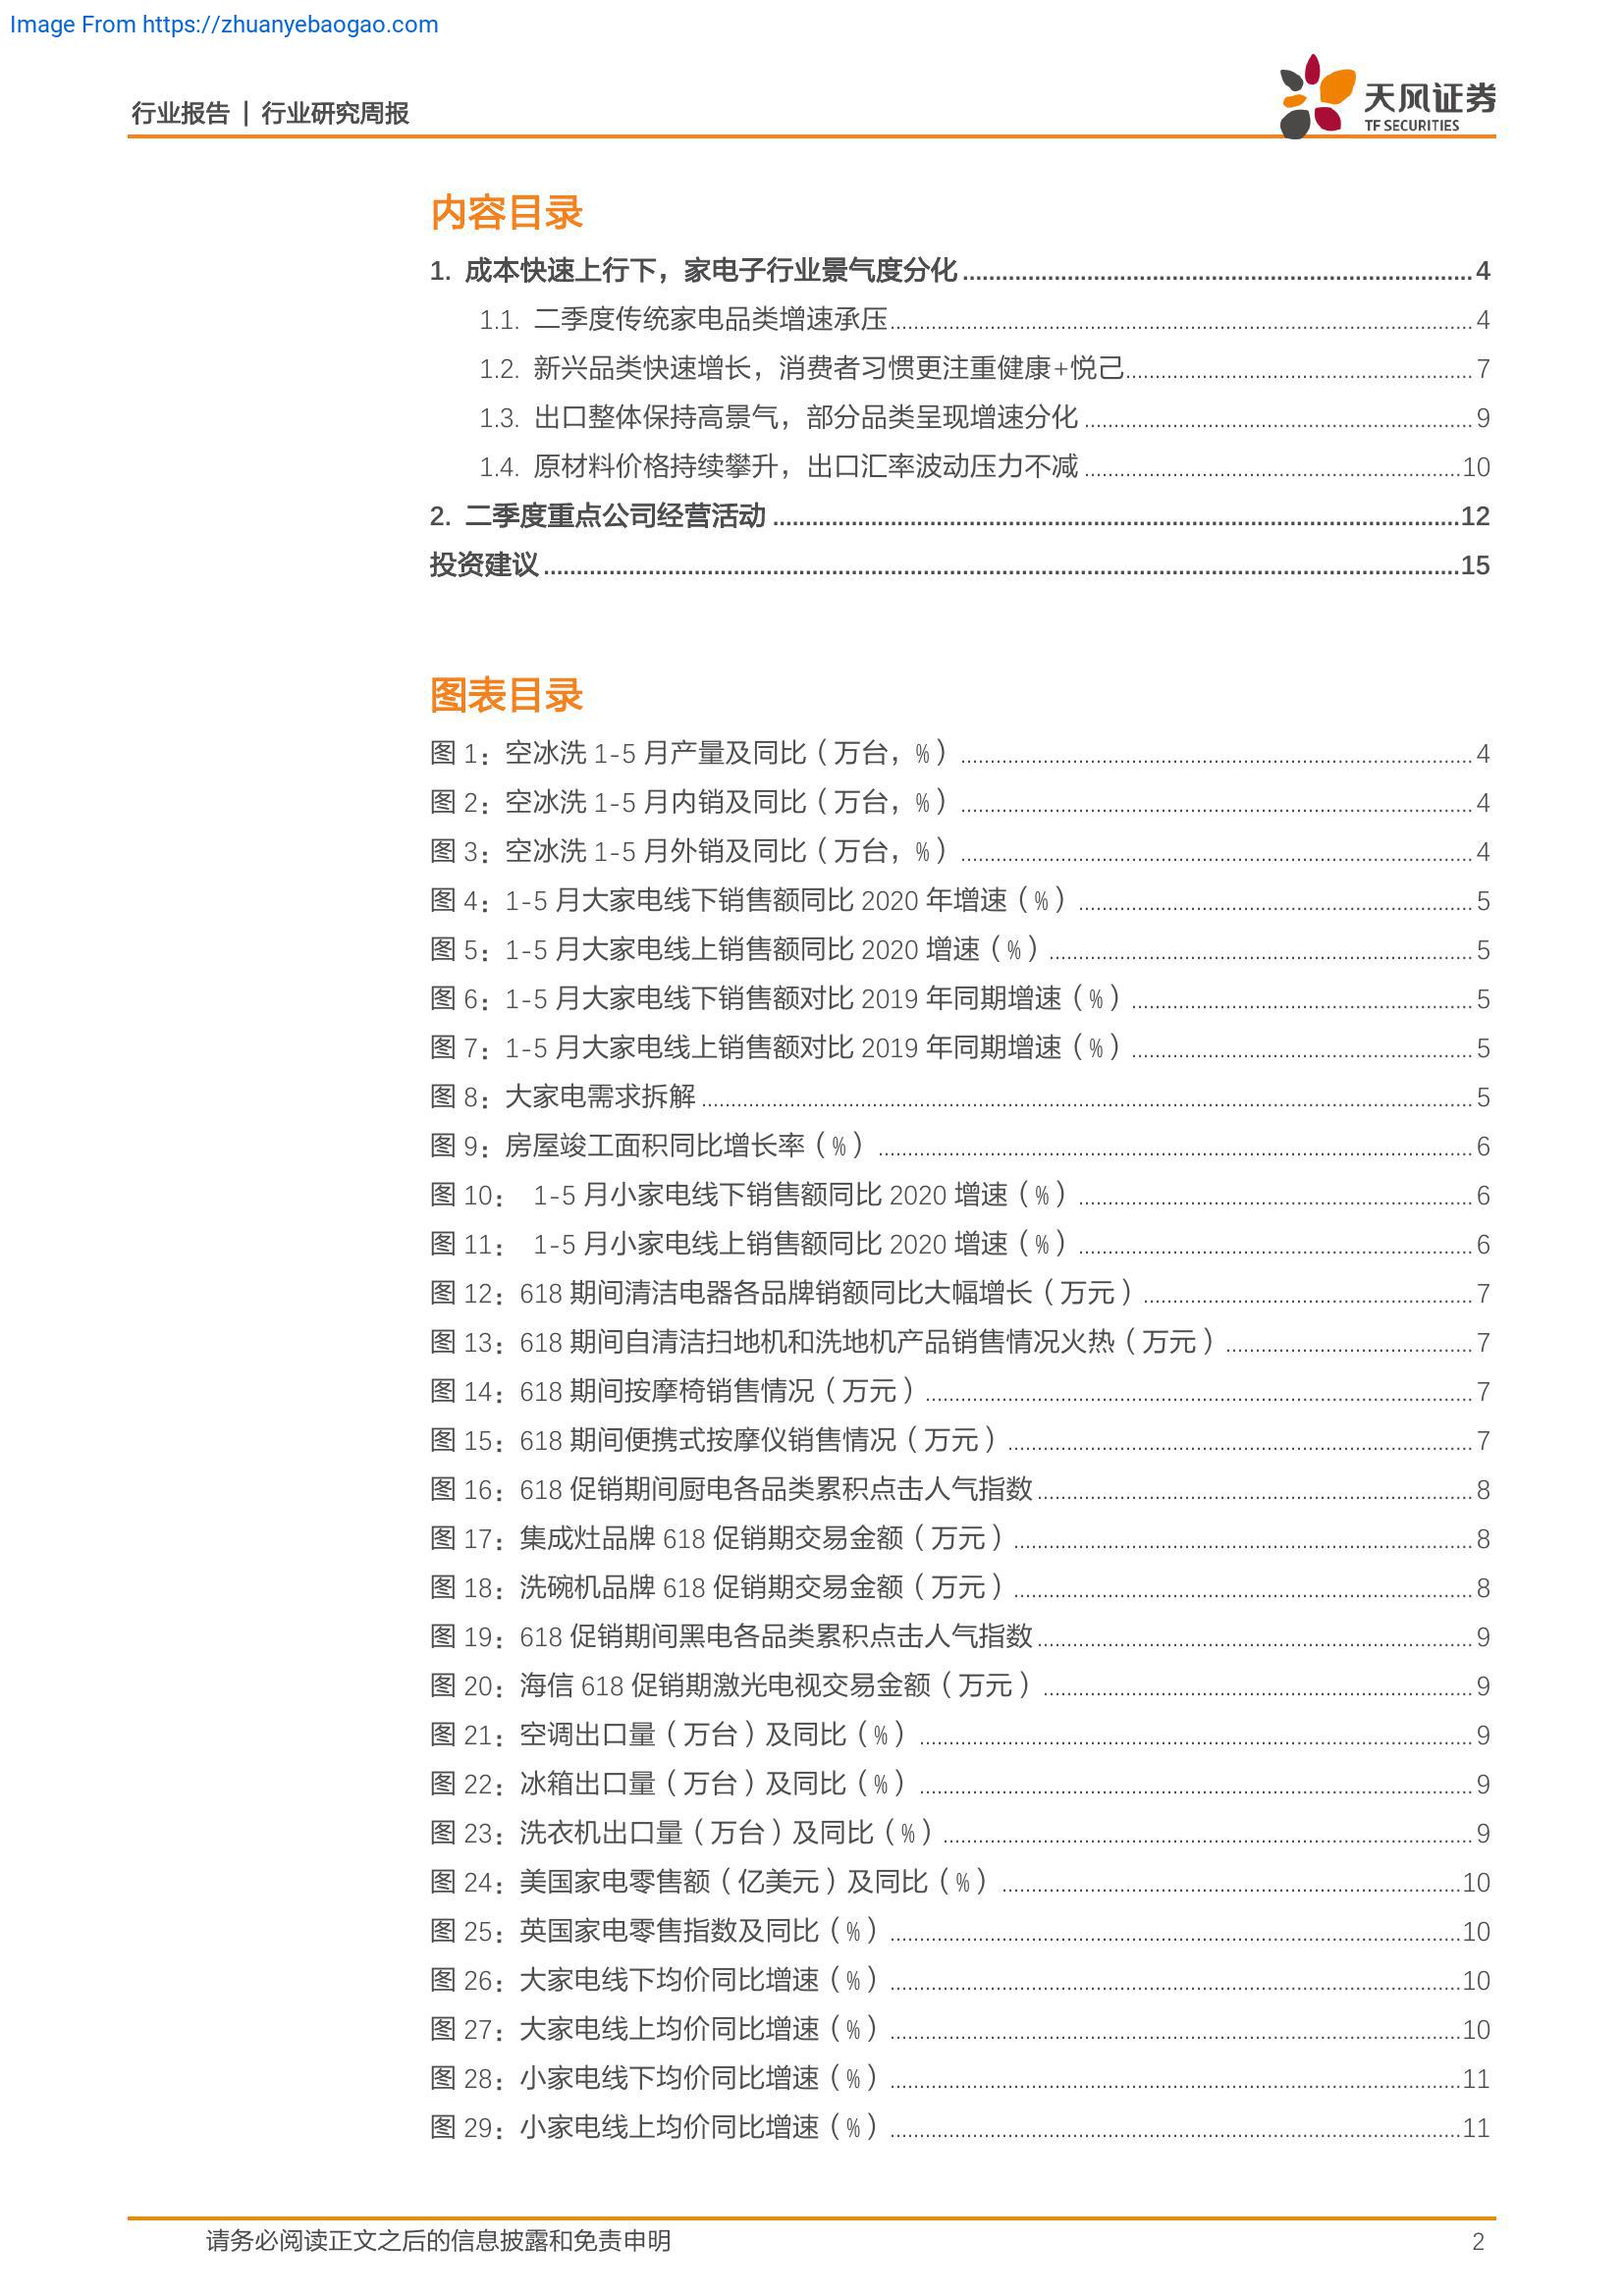 Image From https://zhuanyebaogao.com
行业报告 | 行业研究周报
天风证券
TF SECURITIES
内容目录
1. 成本快速上行下，家电子行业景气度分化 4
1.1. 二季度传统家电品类增速承压 4
1.2. 新兴品类快速增长，消费者习惯更注重健康+悦己 7
1.3. 出口整体保持高景气，部分品类呈现增速分化 9
1.4. 原材料价格持续攀升，出口汇率波动压力不减 10
2. 二季度重点公司经营活动 12
投资建议 15
图表目录
图 1：空冰洗 1-5 月产量及同比（万台，%） 4
图 2：空冰洗 1-5 月内销及同比（万台，%） 4
图 3：空冰洗 1-5 月外销及同比（万台，%） 4
图 4：1-5 月大家电线下销售额同比 2020 年增速（%） 5
图 5：1-5 月大家电线上销售额同比 2020 增速（%） 5
图 6：1-5 月大家电线下销售额对比 2019 年同期增速（%） 5
图 7：1-5 月大家电线上销售额对比 2019 年同期增速（%） 5
图 8：大家电需求拆解 5
图 9：房屋竣工面积同比增长率（%） 6
图 10： 1-5 月小家电线下销售额同比 2020 增速（%） 6
图 11： 1-5 月小家电线上销售额同比 2020 增速（%） 6
图 12：618 期间清洁电器各品牌销额同比大幅增长（万元） 7
图 13：618 期间自清洁扫地机和洗地机产品销售情况火热（万元） 7
图 14：618 期间按摩椅销售情况（万元） 7
图 15：618 期间便携式按摩仪销售情况（万元） 7
图 16：618 促销期间厨电各品类累积点击人气指数 8
图 17：集成灶品牌 618 促销期交易金额（万元） 8
图 18：洗碗机品牌 618 促销期交易金额（万元） 8
图 19：618 促销期间黑电各品类累积点击人气指数 9
图 20：海信 618 促销期激光电视交易金额（万元） 9
图 21：空调出口量（万台）及同比（%） 9
图 22：冰箱出口量（万台）及同比（%） 9
图 23：洗衣机出口量（万台）及同比（%） 9
图 24：美国家电零售额（亿美元）及同比（%） 10
图 25：英国家电零售指数及同比（%） 10
图 26：大家电线下均价同比增速（%） 10
图 27：大家电线上均价同比增速（%） 10
图 28：小家电线下均价同比增速（%） 11
图 29：小家电线上均价同比增速（%） 11
请务必阅读正文之后的信息披露和免责申明 2